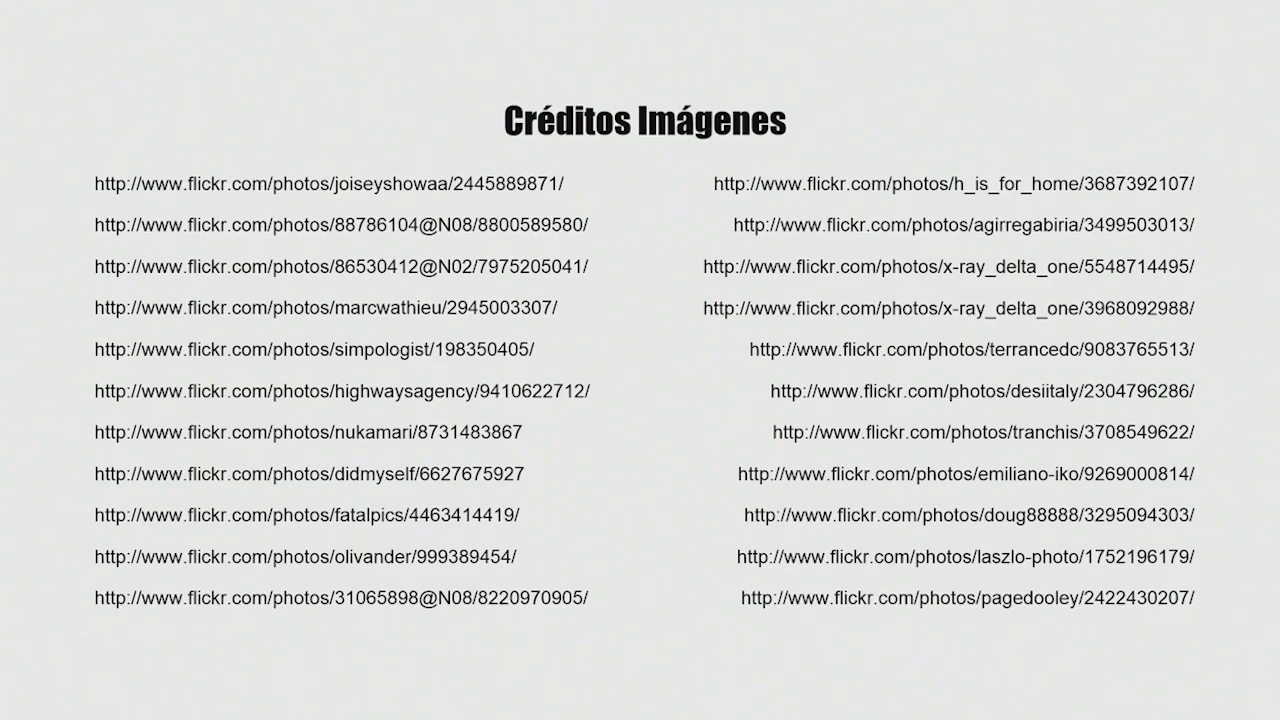 Créditos Imágenes
http://www.flickr.com/photos/joiseyshowaa/2445889871/
http://www.flickr.com/photos/88786104@N08/8800589580/
http://www.flickr.com/photos/86530412@N02/7975205041/
http://www.flickr.com/photos/marcwathieu/2945003307/
http://www.flickr.com/photos/simpologist/198350405/
http://www.flickr.com/photos/highwaysagency/9410622712/
http://www.flickr.com/photos/nukamari/8731483867
http://www.flickr.com/photos/didmyself/6627675927
http://www.flickr.com/photos/fatalpics/4463414419/
http://www.flickr.com/photos/olivander/999389454/
http://www.flickr.com/photos/31065898@N08/8220970905/
http://www.flickr.com/photos/h_is_for_home/3687392107/
http://www.flickr.com/photos/agirregabiria/3499503013/
http://www.flickr.com/photos/x-ray_delta_one/5548714495/
http://www.flickr.com/photos/x-ray_delta_one/3968092988/
http://www.flickr.com/photos/terrancedc/9083765513/
http://www.flickr.com/photos/desiitaly/2304796286/
http://www.flickr.com/photos/tranchis/3708549622/
http://www.flickr.com/photos/emiliano-iko/9269000814/
http://www.flickr.com/photos/doug88888/3295094303/
http://www.flickr.com/photos/laszlo-photo/1752196179/
http://www.flickr.com/photos/pagedooley/2422430207/